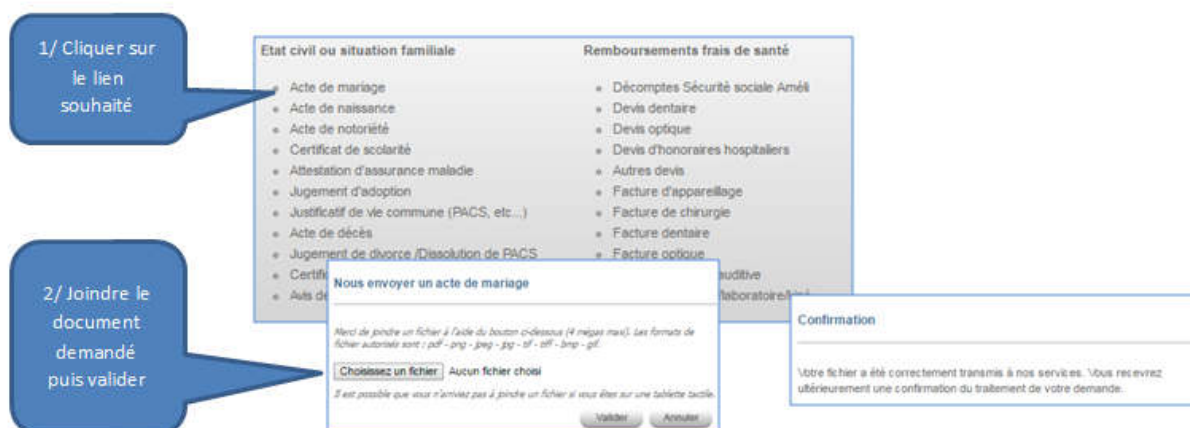 1/ Cliquer sur
le lien
souhaité
Etat civil ou situation familiale
Acte de mariage
Acte de naissance
Acte de notoriété
Certificat de scolarité
Attestation d'assurance maladie
Jugement d'adoption
Justificatif de vie commune (PACS, etc...)
Acte de décès
Jugement de divorce /Dissolution de PACS
Avis de
Remboursements frais de santé
Décomptes Sécurité sociale Améli
Devis dentaire
Devis optique
Devis d'honoraires hospitaliers
Autres devis
Facture d'appareillage
Facture de chirurgie
Facture dentaire
Facture optique
auditive
/laboratoire/
2/ Joindre le
document
demandé
puis valider
Nous envoyer un acte de mariage
Merci de joindre un fichier à l'aide du bouton ci-dessous (4 mégas maxi). Les formats de
fichier autorisés sont : pdf - png - jpeg - jpg - tif - tiff - bmp - gif.
Choisissez un fichier Aucun fichier choisi
Il est possible que vous n'arriviez pas à joindre un fichier si vous êtes sur une tablette tactile.
Valider Annuler
Confirmation
Votre fichier a été correctement transmis à nos services. Vous recevrez
ultérieurement une confirmation du traitement de votre demande.